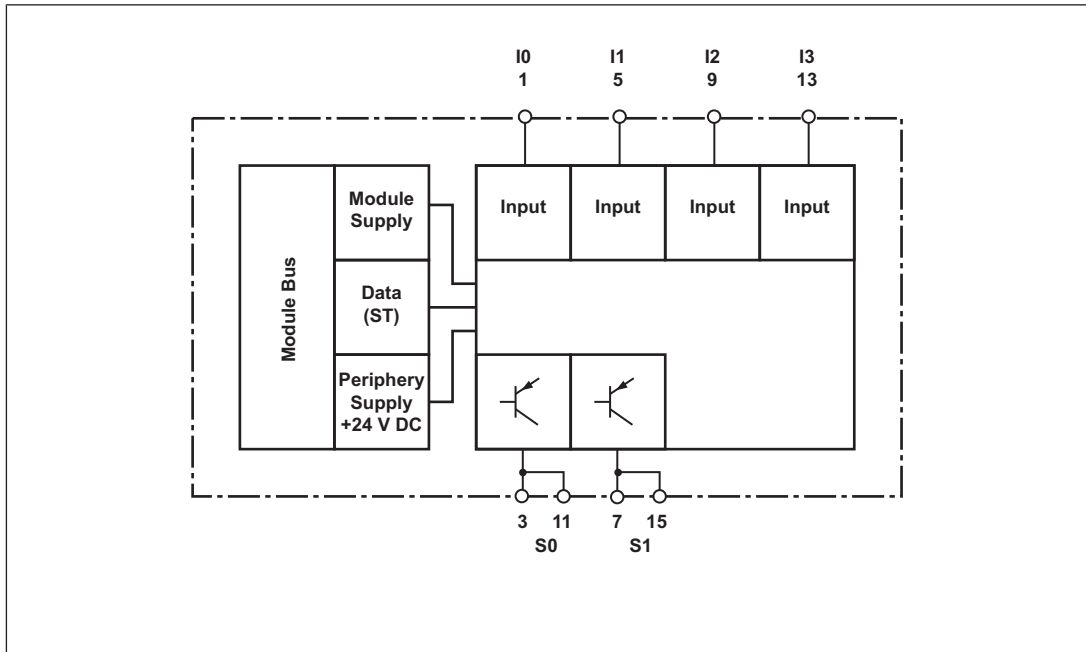 I0 I1 I2 I3
1 5 9 13
Module Bus
Module
Supply
Data
(ST)
Periphery
Supply
+24 V DC
Input Input Input Input
3 11 7 15
S0 S1